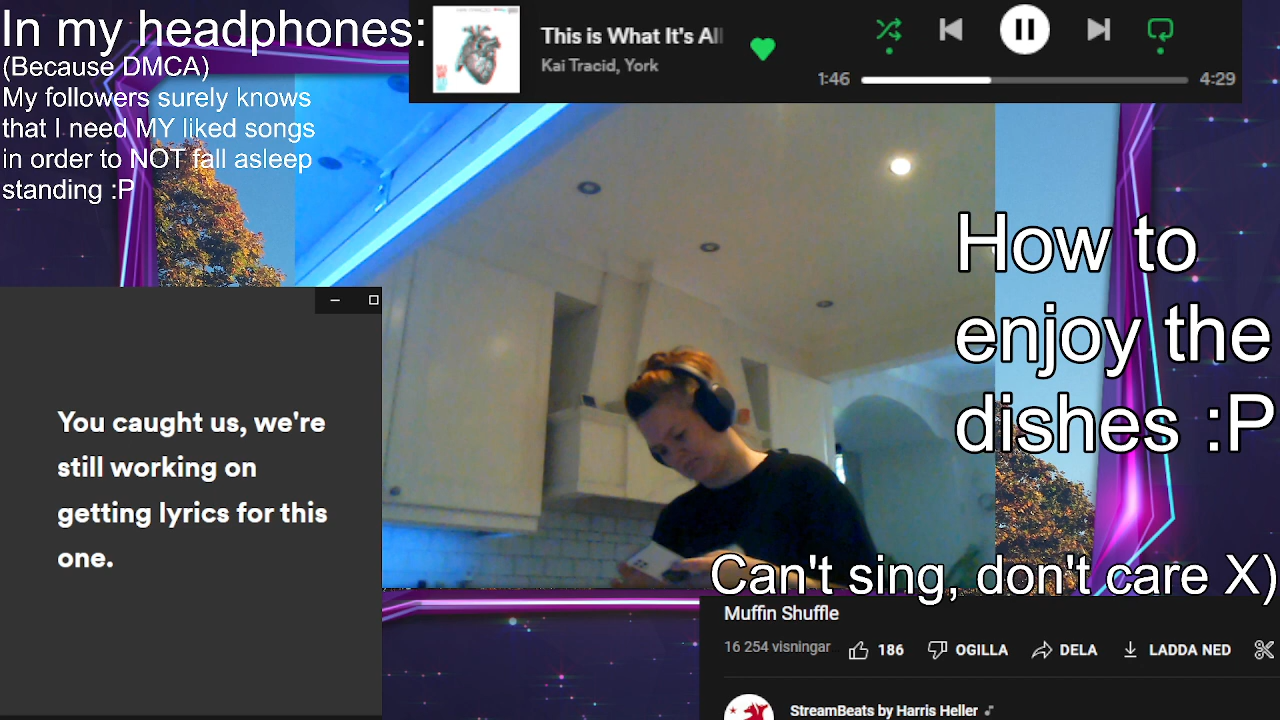 In my headphones:
(Because DMCA)
My followers surely knows
that I need MY liked songs
in order to NOT fall asleep
standing :P
This is What It's All
Kai Tracid, York
1:46
4:29
How to
enjoy the
dishes :P
You caught us, we're
still working on
getting lyrics for this
one.
Can't sing, don't care X)
Muffin Shuffle
16 254 visningar
186
OGILLA
DELA
LADDA NED
StreamBeats by Harris Heller